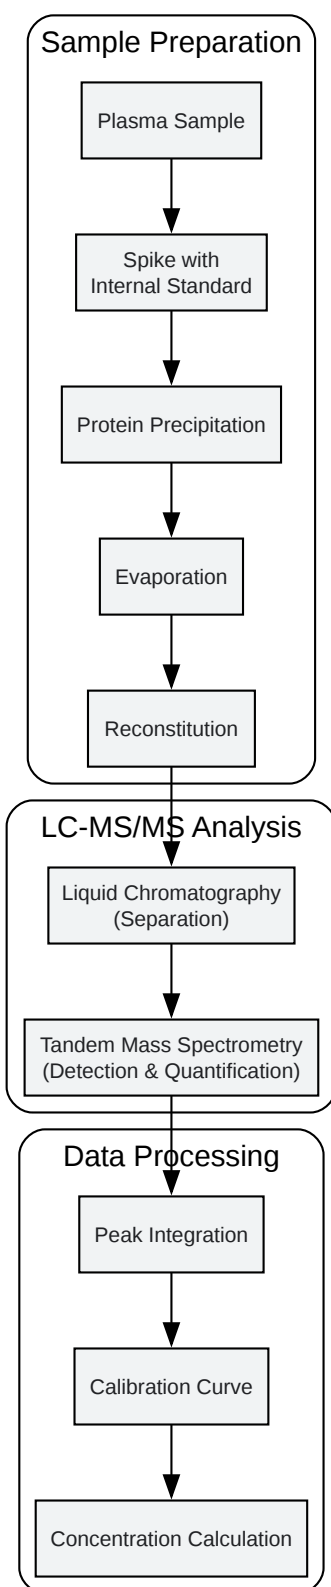 Sample Preparation
Plasma Sample
Spike with
Internal Standard
Protein Precipitation
Evaporation
Reconstitution
LC-MS/MS Analysis
Liquid Chromatography
(Separation)
Tandem Mass Spectrometry
(Detection & Quantification)
Data Processing
Peak Integration
Calibration Curve
Concentration Calculation